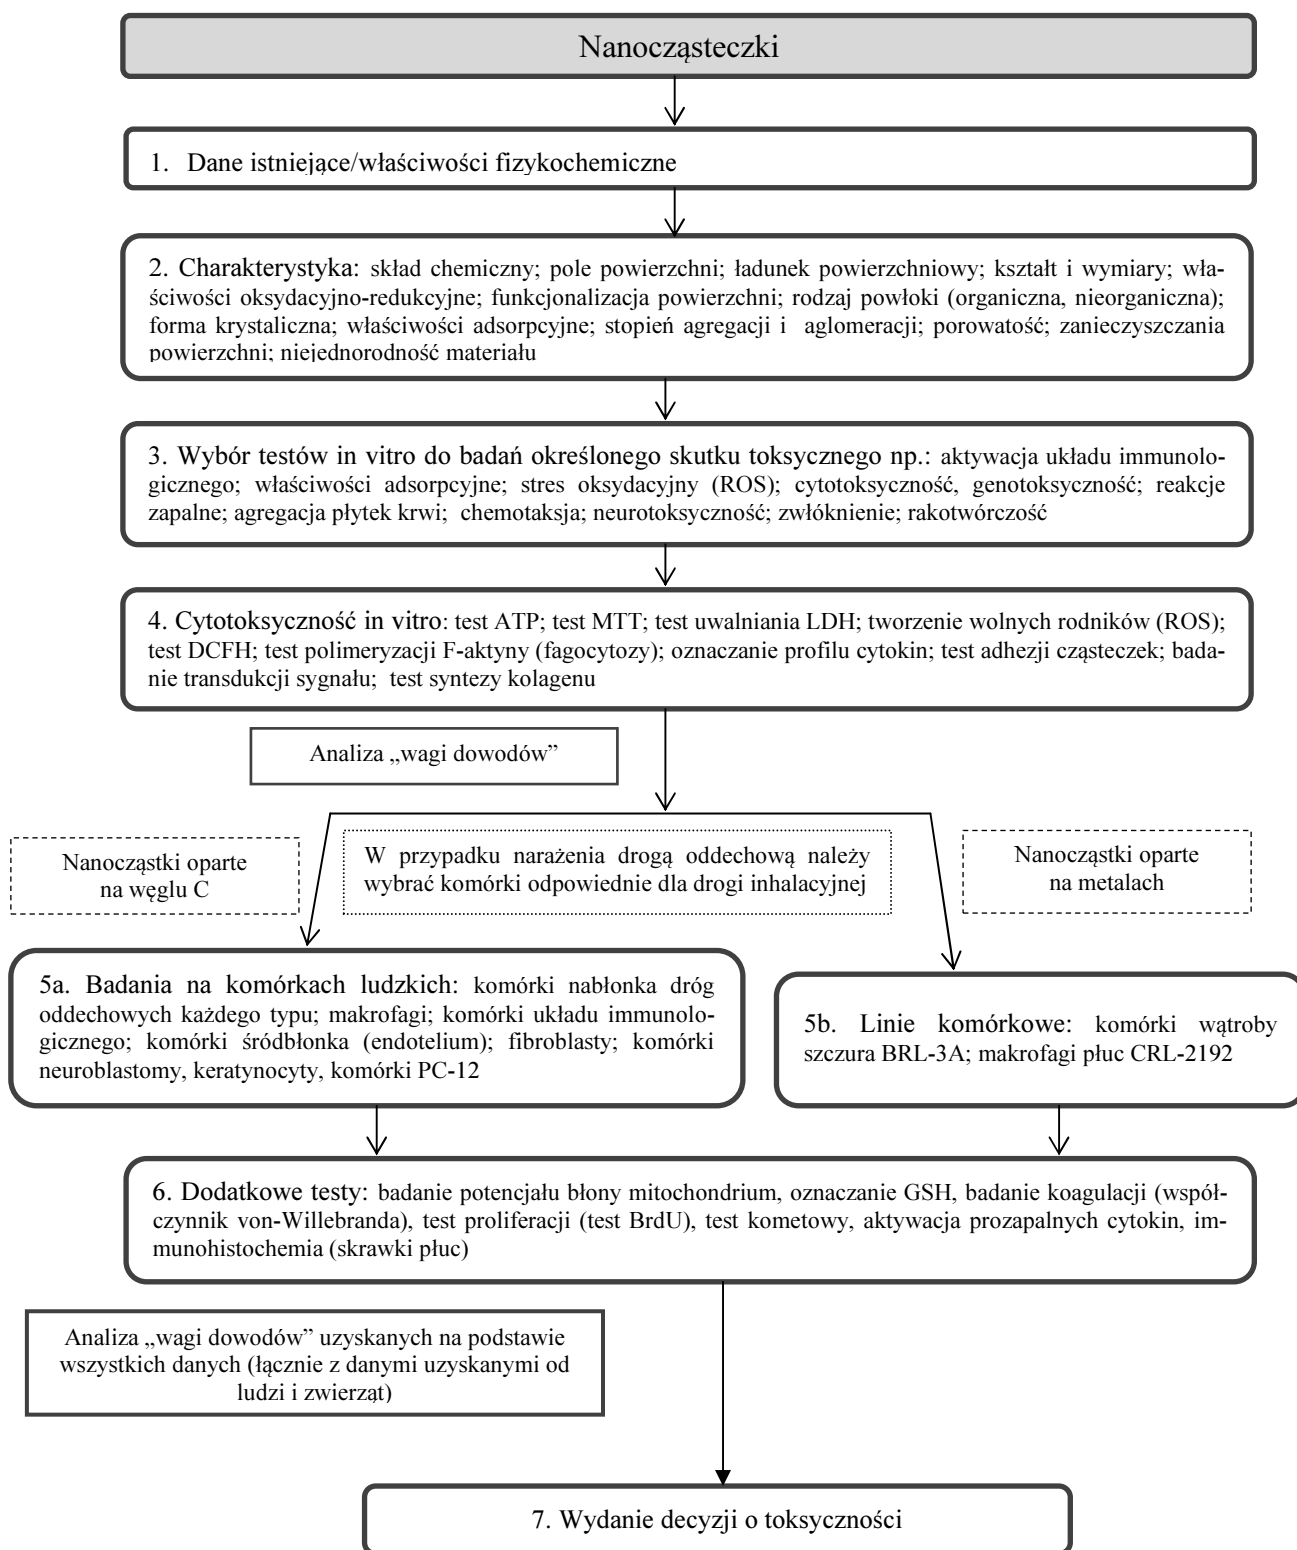 Nanocząsteczki
1. Dane istniejące/właściwości fizykochemiczne
2. Charakterystyka: skład chemiczny; pole powierzchni; ładunek powierzchniowy; kształt i wymiary; wła-
ściwości oksydacyjno-redukcyjne; funkcjonalizacja powierzchni; rodzaj powłoki (organiczna, nieorganiczna);
forma krystaliczna; właściwości adsorpcyjne; stopień agregacji i aglomeracji; porowatość; zanieczyszczania
powierzchni; niejednorodność materiału
3. Wybór testów in vitro do badań określonego skutku toksycznego np.: aktywacja układu immunolo-
gicznego; właściwości adsorpcyjne; stres oksydacyjny (ROS); cytotoksyczność, genotoksyczność; reakcje
zapalne; agregacja płytek krwi; chemotaksja; neurotoksyczność; zwłóknienie; rakotwórczość
4. Cytotoksyczność in vitro: test ATP; test MTT; test uwalniania LDH; tworzenie wolnych rodników (ROS);
test DCFH; test polimeryzacji F-aktyny (fagocytozy); oznaczanie profilu cytokin; test adhezji cząsteczek; bada-
nie transdukcji sygnału; test syntezy kolagenu
Analiza „wagi dowodów”
Nanocząstki oparte
na węglu C
W przypadku narażenia drogą oddechową należy
wybrać komórki odpowiednie dla drogi inhalacyjnej
Nanocząstki oparte
na metalach
5a. Badania na komórkach ludzkich: komórki nabłonka dróg
oddechowych każdego typu; makrofagi; komórki układu immunolo-
gicznego; komórki śródbłonka (endotelium); fibroblasty; komórki
neuroblastomy, keratynocyty, komórki PC-12
5b. Linie komórkowe: komórki wątroby
szczura BRL-3A; makrofagi płuc CRL-2192
6. Dodatkowe testy: badanie potencjału błony mitochondrium, oznaczanie GSH, badanie koagulacji (współ-
czynnik von-Willebranda), test proliferacji (test BrdU), test kometowy, aktywacja prozapalnych cytokin, im-
munohistochemia (skrawki płuc)
Analiza „wagi dowodów” uzyskanych na podstawie
wszystkich danych (łącznie z danymi uzyskanymi od
ludzi i zwierząt)
7. Wydanie decyzji o toksyczności